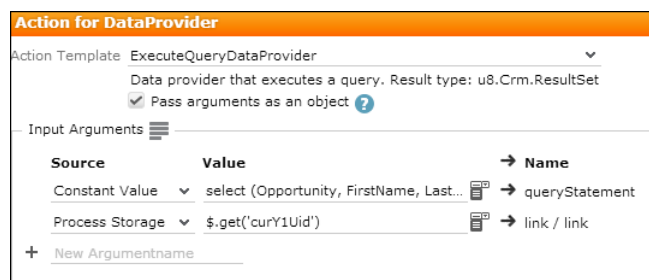 Action for DataProvider
Action Template ExecuteQueryDataProvider
Data provider that executes a query. Result type: u8.Crm.ResultSet
Pass arguments as an object ?
Input Arguments
Source Value → Name
Constant Value select (Opportunity, FirstName, Last... → queryStatement
Process Storage $.get('curY1Uid') → link / link
+ New Argumentname